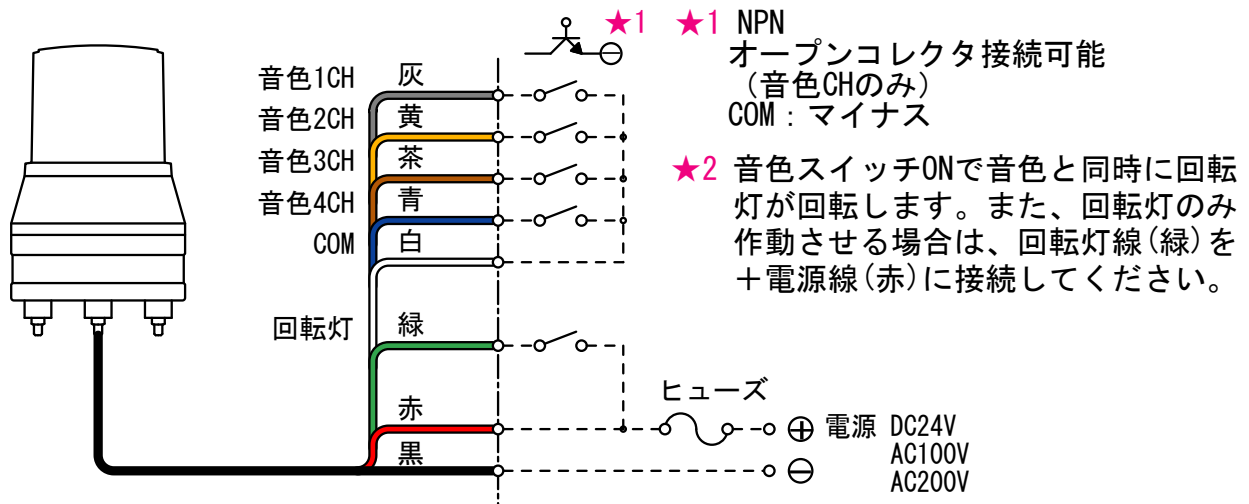 ★1 ★1 NPN
オープンコレクタ接続可能
（音色CHのみ）
COM：マイナス
★2 音色スイッチONで音色と同時に回転
灯が回転します。また、回転灯のみ
作動させる場合は、回転灯線(緑)を
＋電源線(赤)に接続してください。
音色1CH 灰
音色2CH 黄
音色3CH 茶
音色4CH 青
COM 白
回転灯 緑
赤
黒
ヒューズ
⊕ 電源 DC24V
AC100V
⊖ AC200V